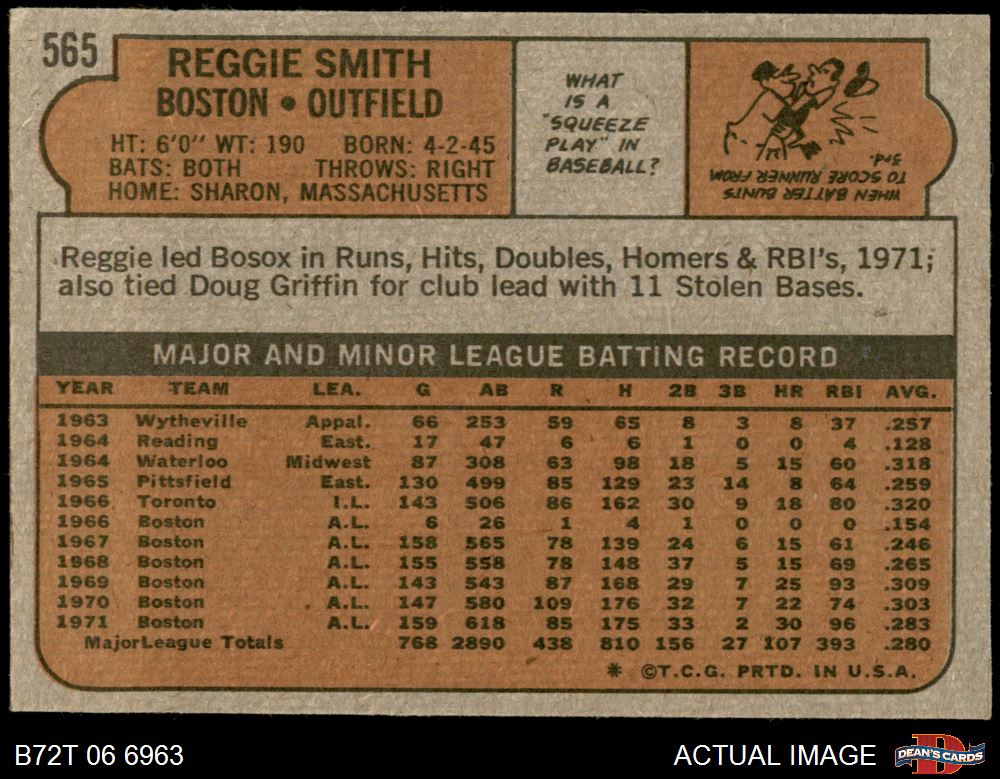 565
REGGIE SMITH
BOSTON • OUTFIELD
HT: 6'0" WT: 190 BORN: 4-2-45
BATS: BOTH THROWS: RIGHT
HOME: SHARON, MASSACHUSETTS
WHAT
IS A
"SQUEEZE
PLAY" IN
BASEBALL?
WHEN BATTER BUNTS
TO SCORE RUNNER FROM
3rd.
Reggie led Bosox in Runs, Hits, Doubles, Homers & RBI's, 1971;
also tied Doug Griffin for club lead with 11 Stolen Bases.
MAJOR AND MINOR LEAGUE BATTING RECORD
YEAR TEAM LEA. G AB R H 2B 3B HR RBI AVG.
1963 Wytheville Appal. 66 253 59 65 8 3 8 37 .257
1964 Reading East. 17 47 6 6 1 0 0 4 .128
1964 Waterloo Midwest 87 308 63 98 18 5 15 60 .318
1965 Pittsfield East. 130 499 85 129 23 14 8 64 .259
1966 Toronto I.L. 143 506 86 162 30 9 18 80 .320
1966 Boston A.L. 6 26 1 4 1 0 0 0 .154
1967 Boston A.L. 158 565 78 139 24 6 15 61 .246
1968 Boston A.L. 155 558 78 148 37 5 15 69 .265
1969 Boston A.L. 143 543 87 168 29 7 25 93 .309
1970 Boston A.L. 147 580 109 176 32 7 22 74 .303
1971 Boston A.L. 159 618 85 175 33 2 30 96 .283
MajorLeague Totals 768 2890 438 810 156 27 107 393 .280
* ©T.C.G. PRTD. IN U.S.A.
B72T 06 6963
ACTUAL IMAGE
D
DEAN'S CARDS